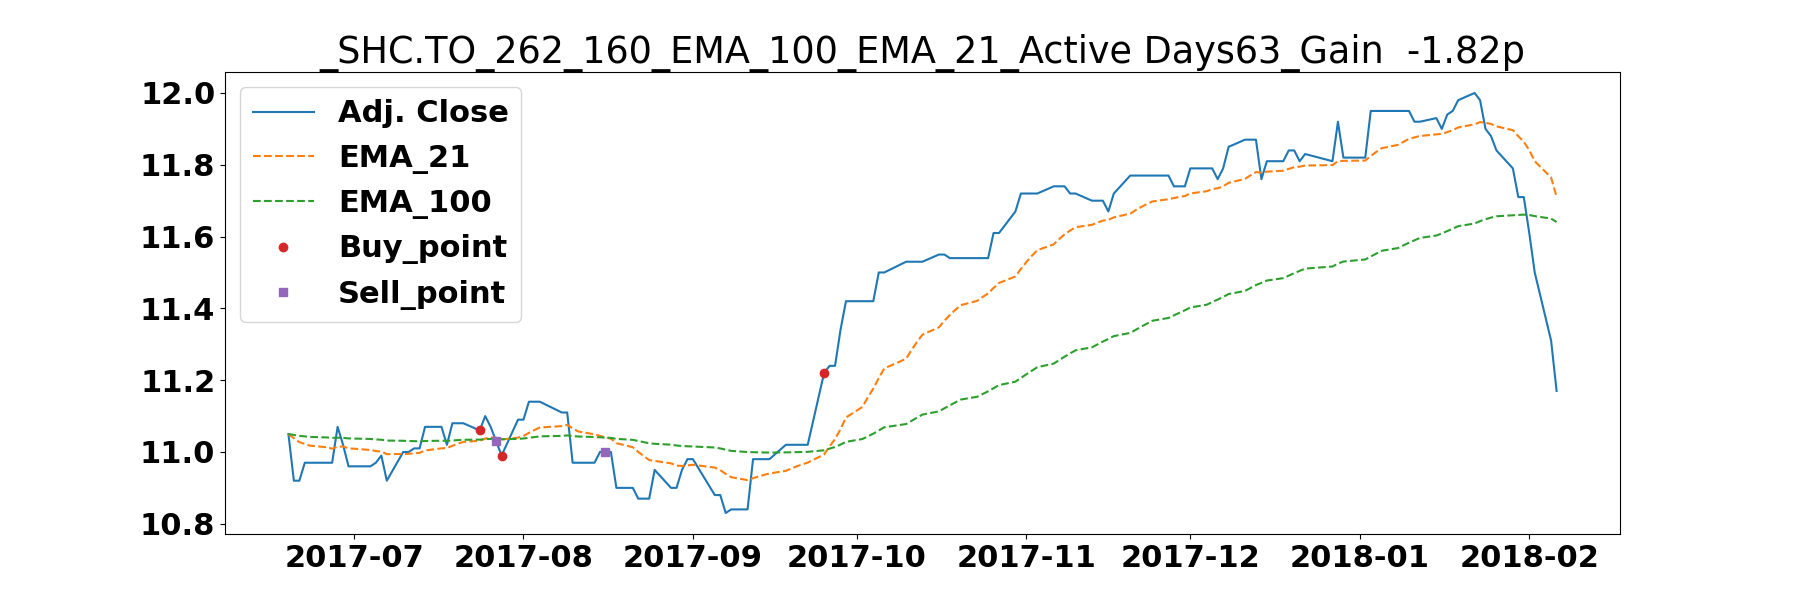 _SHC.TO_262_160_EMA_100_EMA_21_Active Days63_Gain  -1.82p
12.0
11.8
11.6
11.4
11.2
11.0
10.8
Adj. Close
EMA_21
EMA_100
Buy_point
Sell_point
2017-07 2017-08 2017-09 2017-10 2017-11 2017-12 2018-01 2018-02